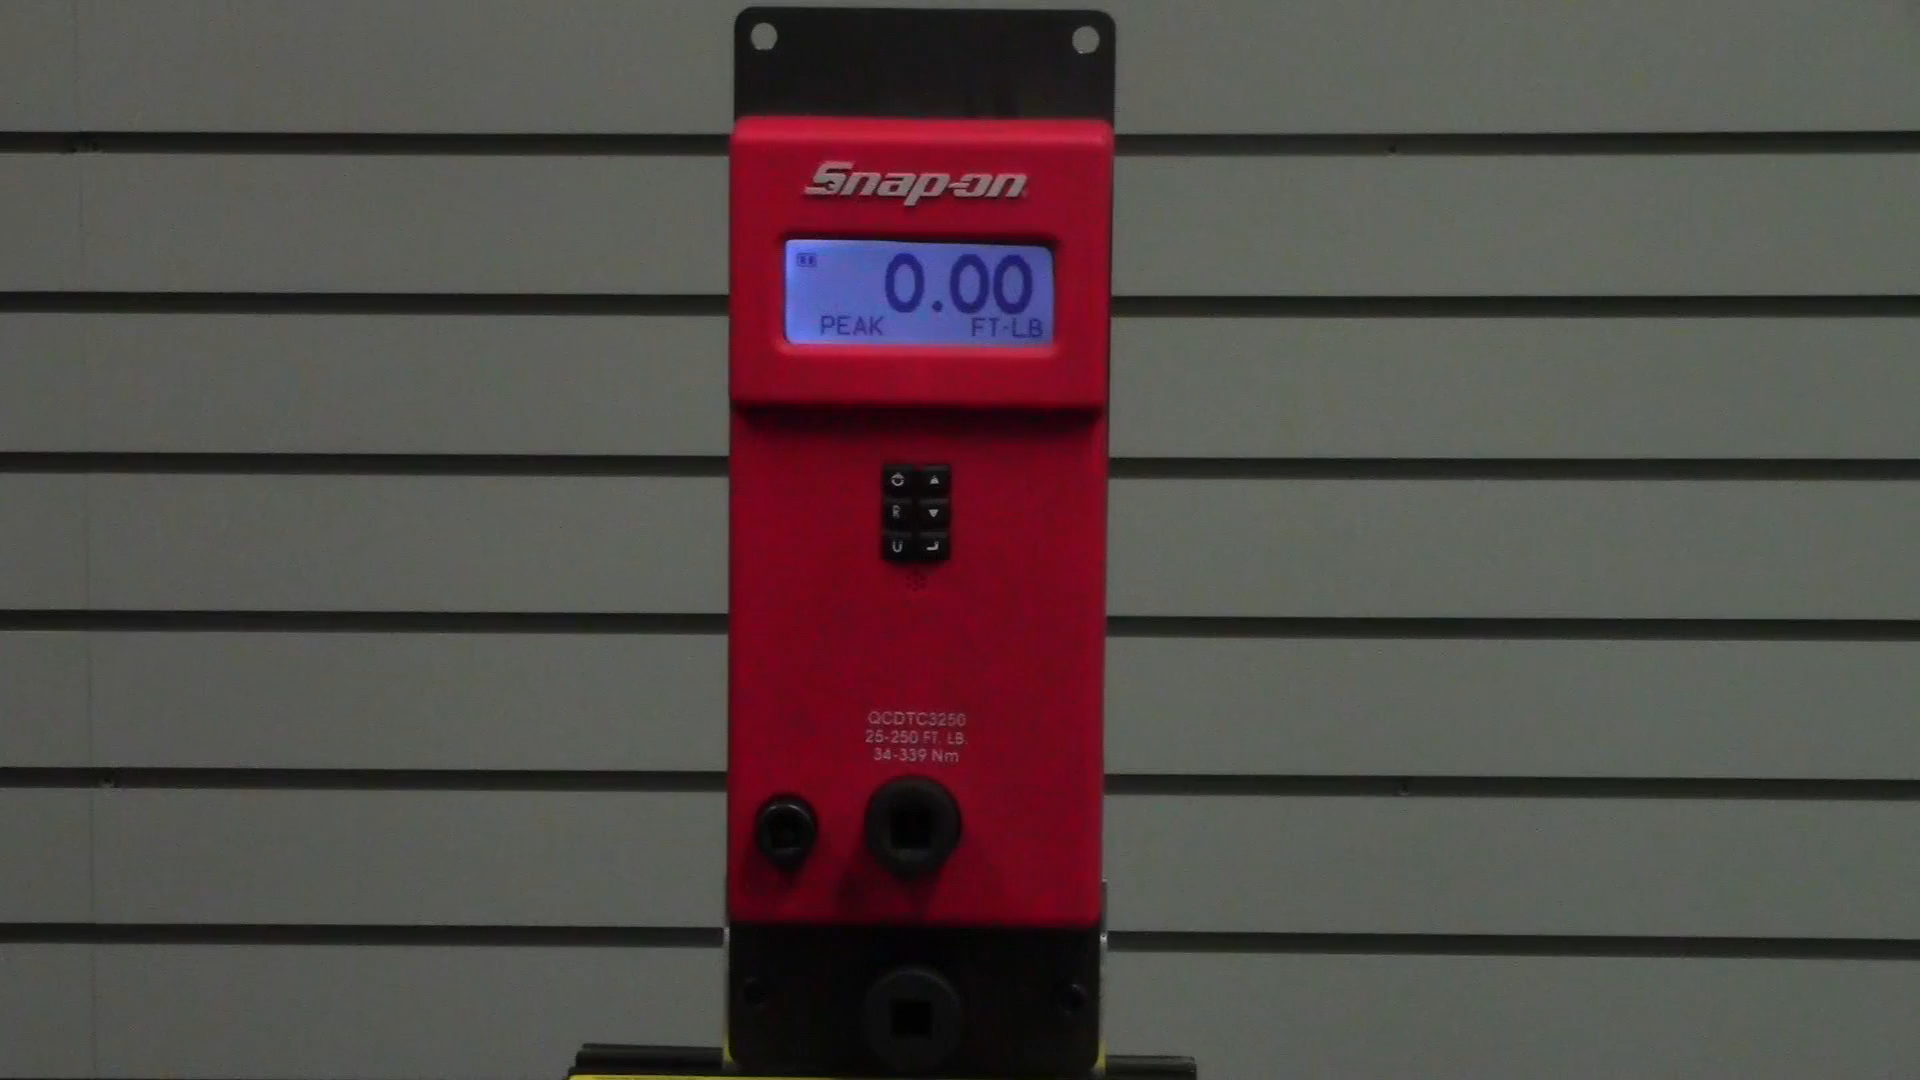 Snap-on
0.00
PEAK FT-LB
R
U
QCDTC3250
25-250 FT. LB.
34-339 Nm